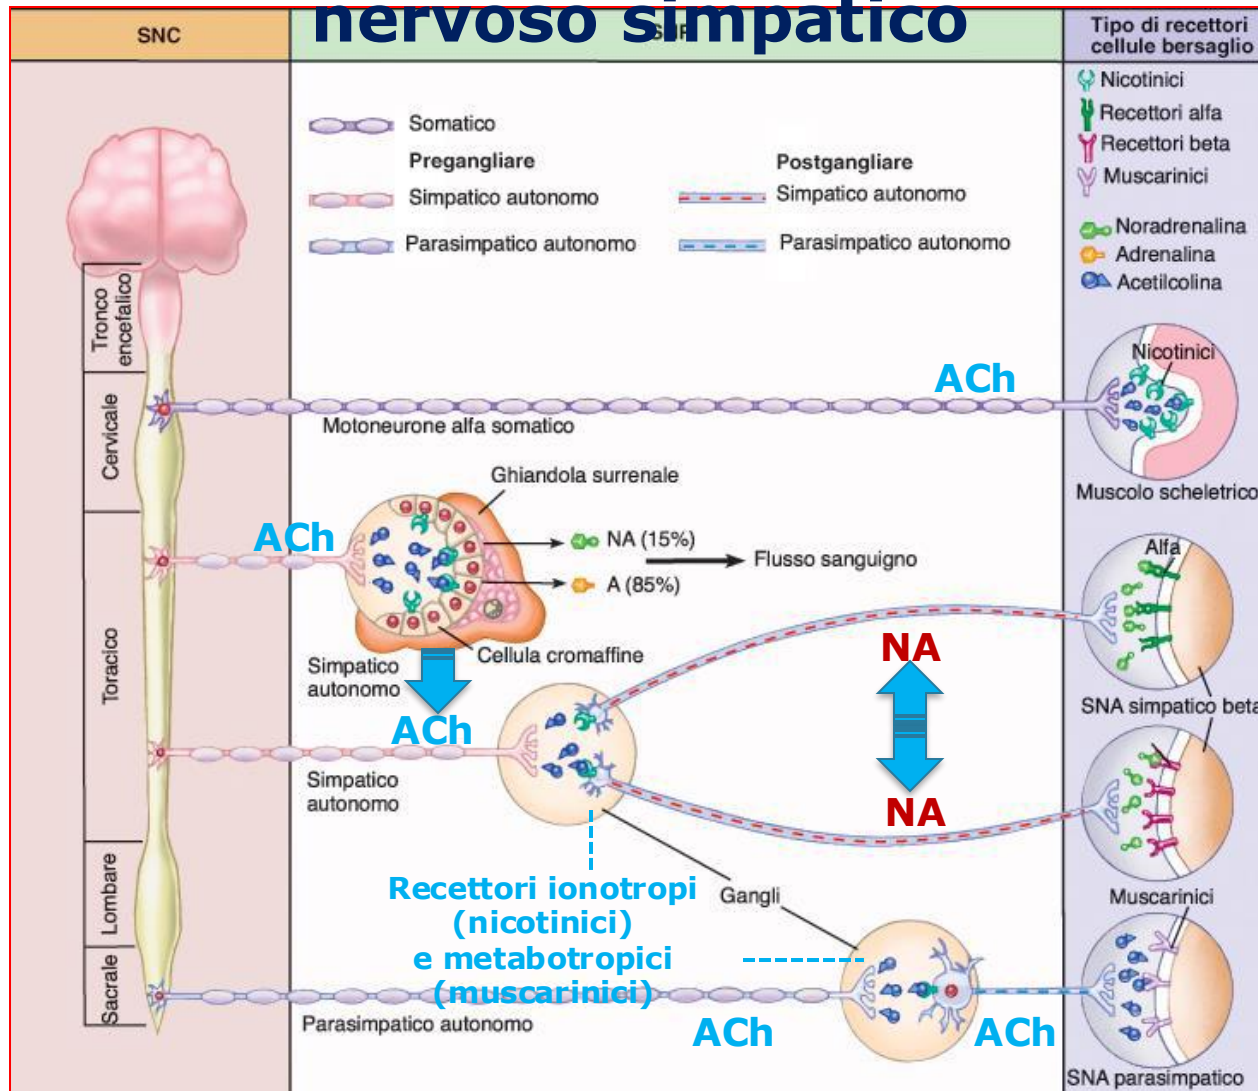 nervoso simpatico
SNC
Tipo di recettori
cellule bersaglio
Nicotinici
Recettori alfa
Recettori beta
Muscarinici
Noradrenalina
Adrenalina
Acetilcolina
Somatico
Pregangliare
Postgangliare
Simpatico autonomo
Simpatico autonomo
Parasimpatico autonomo
Parasimpatico autonomo
Tronco
encefalico
Cervicale
Toracico
Lombare
Sacrale
ACh
Nicotinici
Motoneurone alfa somatico
Muscolo scheletrico
Ghiandola surrenale
ACh
NA (15%)
A (85%)
Flusso sanguigno
Alfa
Cellula cromaffine
Simpatico
autonomo
NA
ACh
SNA simpatico beta
Simpatico
autonomo
NA
Recettori ionotropi
(nicotinici)
e metabotropici
(muscarinici)
Gangli
Muscarinici
Parasimpatico autonomo
ACh
ACh
SNA parasimpatico